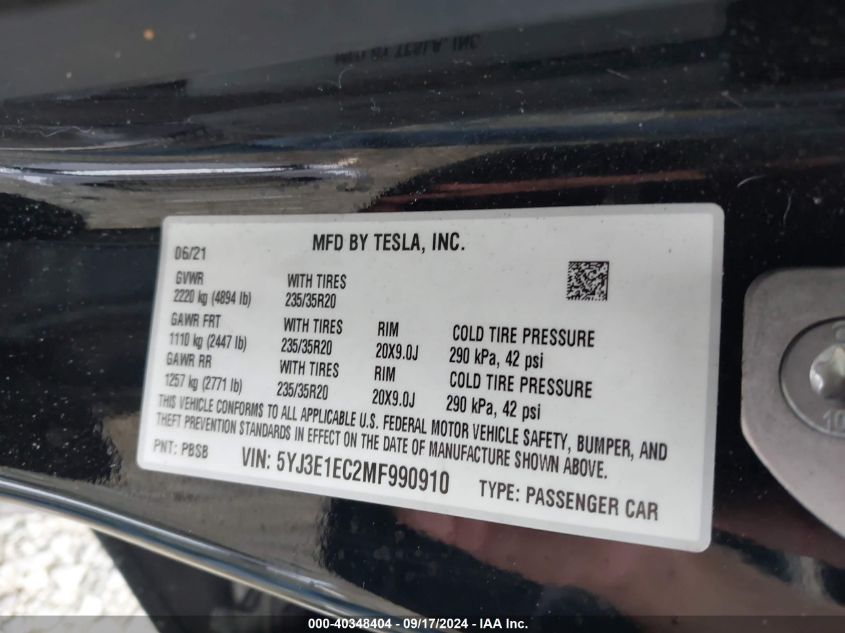 MFD BY TESLA, INC.
06/21
GVWR WITH TIRES
2220 kg (4894 lb) 235/35R20
GAWR FRT WITH TIRES RIM COLD TIRE PRESSURE
1110 kg (2447 lb) 235/35R20 20X9.0J 290 kPa, 42 psi
GAWR RR WITH TIRES RIM COLD TIRE PRESSURE
1257 kg (2771 lb) 235/35R20 20X9.0J 290 kPa, 42 psi
THIS VEHICLE CONFORMS TO ALL APPLICABLE U.S. FEDERAL MOTOR VEHICLE SAFETY, BUMPER, AND
THEFT PREVENTION STANDARDS IN EFFECT ON THE DATE OF MANUFACTURE SHOWN ABOVE.
PNT: PBSB VIN: 5YJ3E1EC2MF990910 TYPE: PASSENGER CAR
000-40348404 - 09/17/2024 - IAA Inc.